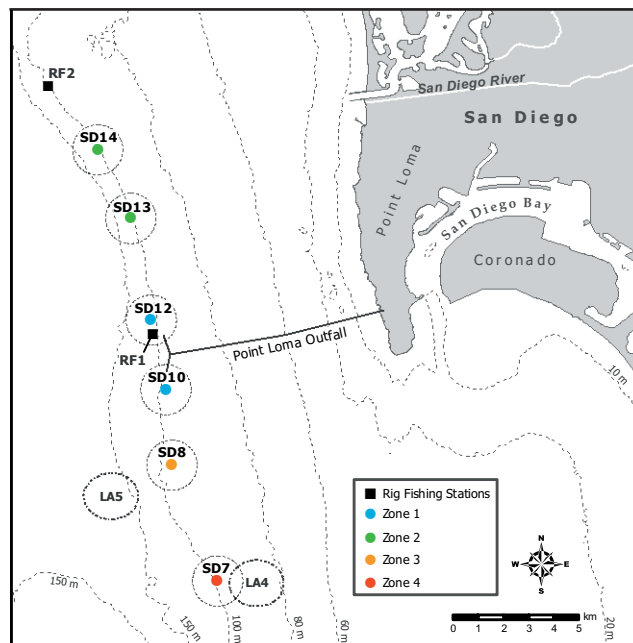 RF2
San Diego River
San Diego
SD14
Point Loma
SD13
San Diego Bay
Coronado
SD12
RF1
Point Loma Outfall
SD10
10 m
SD8
LA5
Rig Fishing Stations
Zone 1
Zone 2
Zone 3
Zone 4
N
W E
S
SD7
LA4
150 m
150 m
100 m
80 m
60 m
20 m
0 1 2 3 4 5
km